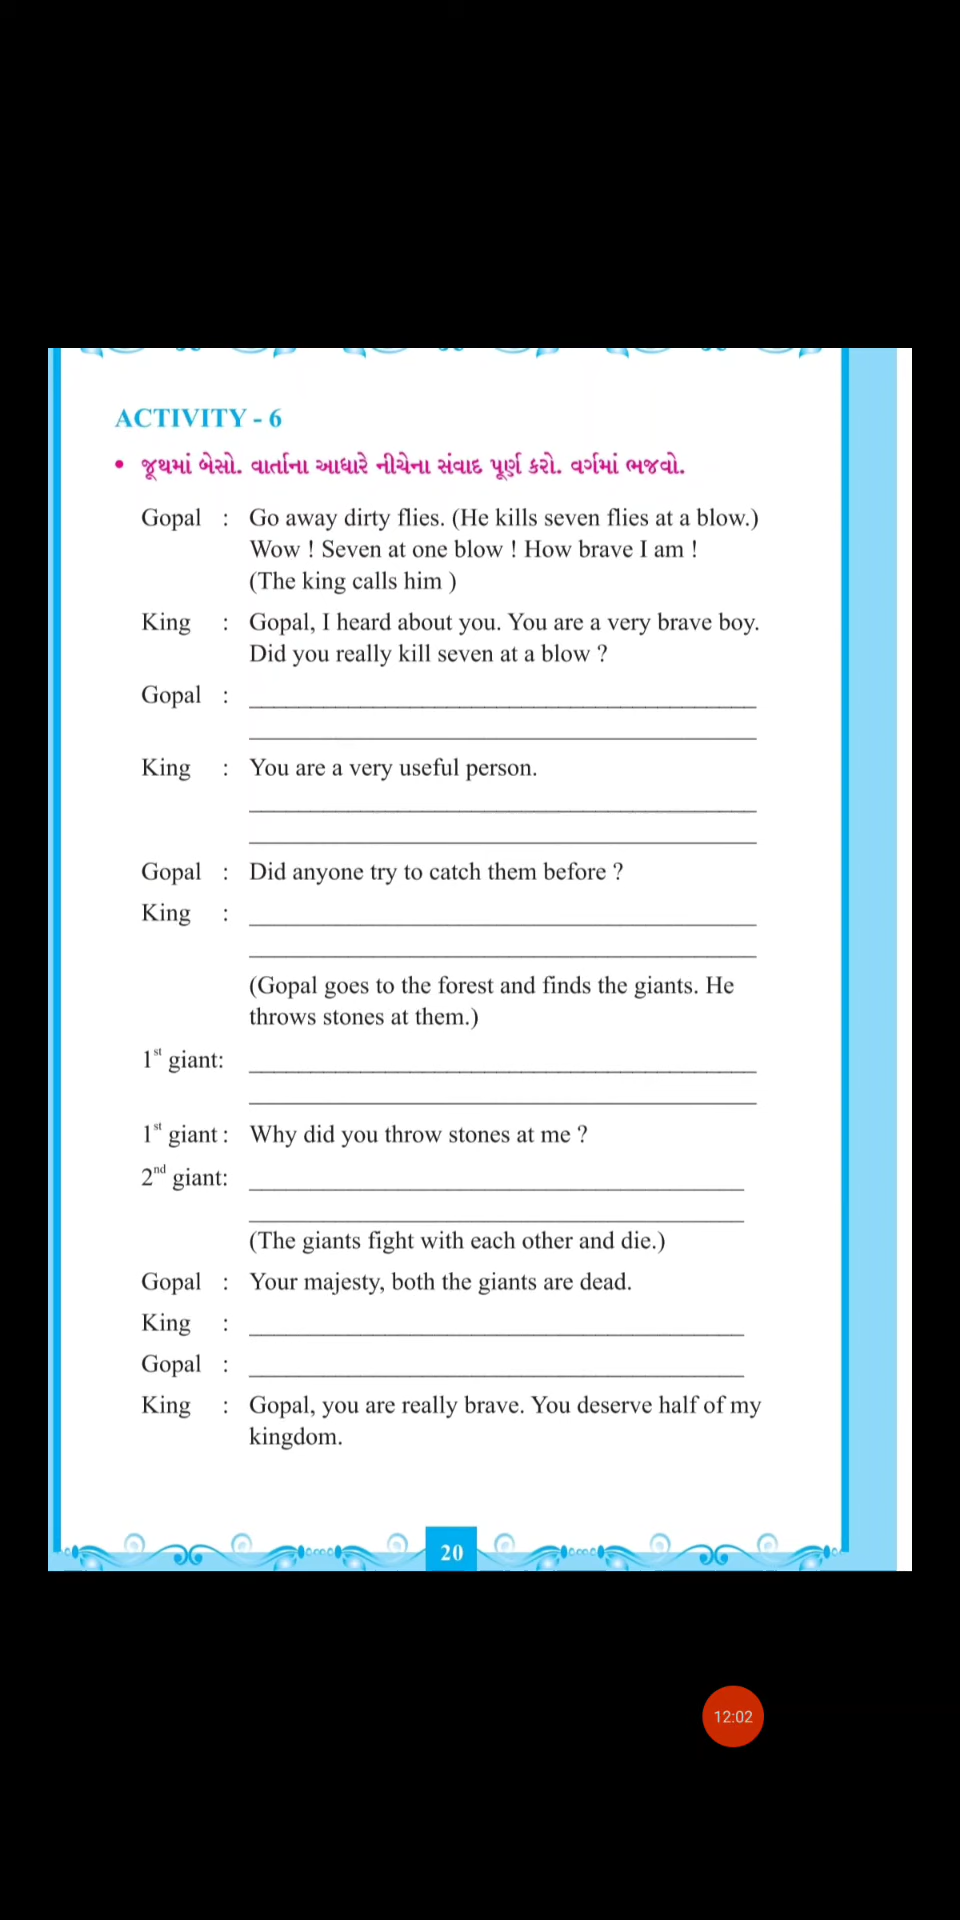 ACTIVITY - 6
• જૂથમાં બેસો. વાર્તાના આધારે નીચેના સંવાદ પૂર્ણ કરો. વર્ગમાં ભજવો.
Gopal : Go away dirty flies. (He kills seven flies at a blow.)
Wow ! Seven at one blow ! How brave I am !
(The king calls him )
King : Gopal, I heard about you. You are a very brave boy.
Did you really kill seven at a blow ?
Gopal :
King : You are a very useful person.
Gopal : Did anyone try to catch them before ?
King :
(Gopal goes to the forest and finds the giants. He
throws stones at them.)
1st giant:
1st giant : Why did you throw stones at me ?
2nd giant:
(The giants fight with each other and die.)
Gopal : Your majesty, both the giants are dead.
King :
Gopal :
King : Gopal, you are really brave. You deserve half of my
kingdom.
20
12:02